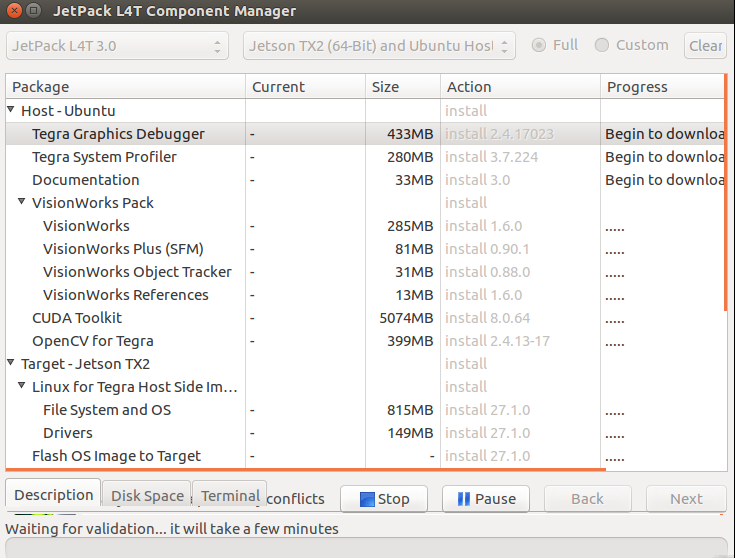 JetPack L4T Component Manager
JetPack L4T 3.0 Jetson TX2 (64-Bit) and Ubuntu Host Full Custom Clear
Package Current Size Action Progress
Host - Ubuntu install
Tegra Graphics Debugger - 433MB install 2.4.17023 Begin to downloa
Tegra System Profiler - 280MB install 3.7.224 Begin to downloa
Documentation - 33MB install 3.0 Begin to downloa
VisionWorks Pack install
VisionWorks - 285MB install 1.6.0 .....
VisionWorks Plus (SFM) - 81MB install 0.90.1 .....
VisionWorks Object Tracker - 31MB install 0.88.0 .....
VisionWorks References - 13MB install 1.6.0 .....
CUDA Toolkit - 5074MB install 8.0.64 .....
OpenCV for Tegra - 399MB install 2.4.13-17 .....
Target - Jetson TX2 install
Linux for Tegra Host Side Im... install
File System and OS - 815MB install 27.1.0 .....
Drivers - 149MB install 27.1.0 .....
Flash OS Image to Target - - install 27.1.0 .....
Description Disk Space Terminal conflicts Stop Pause Back Next
Waiting for validation... it will take a few minutes